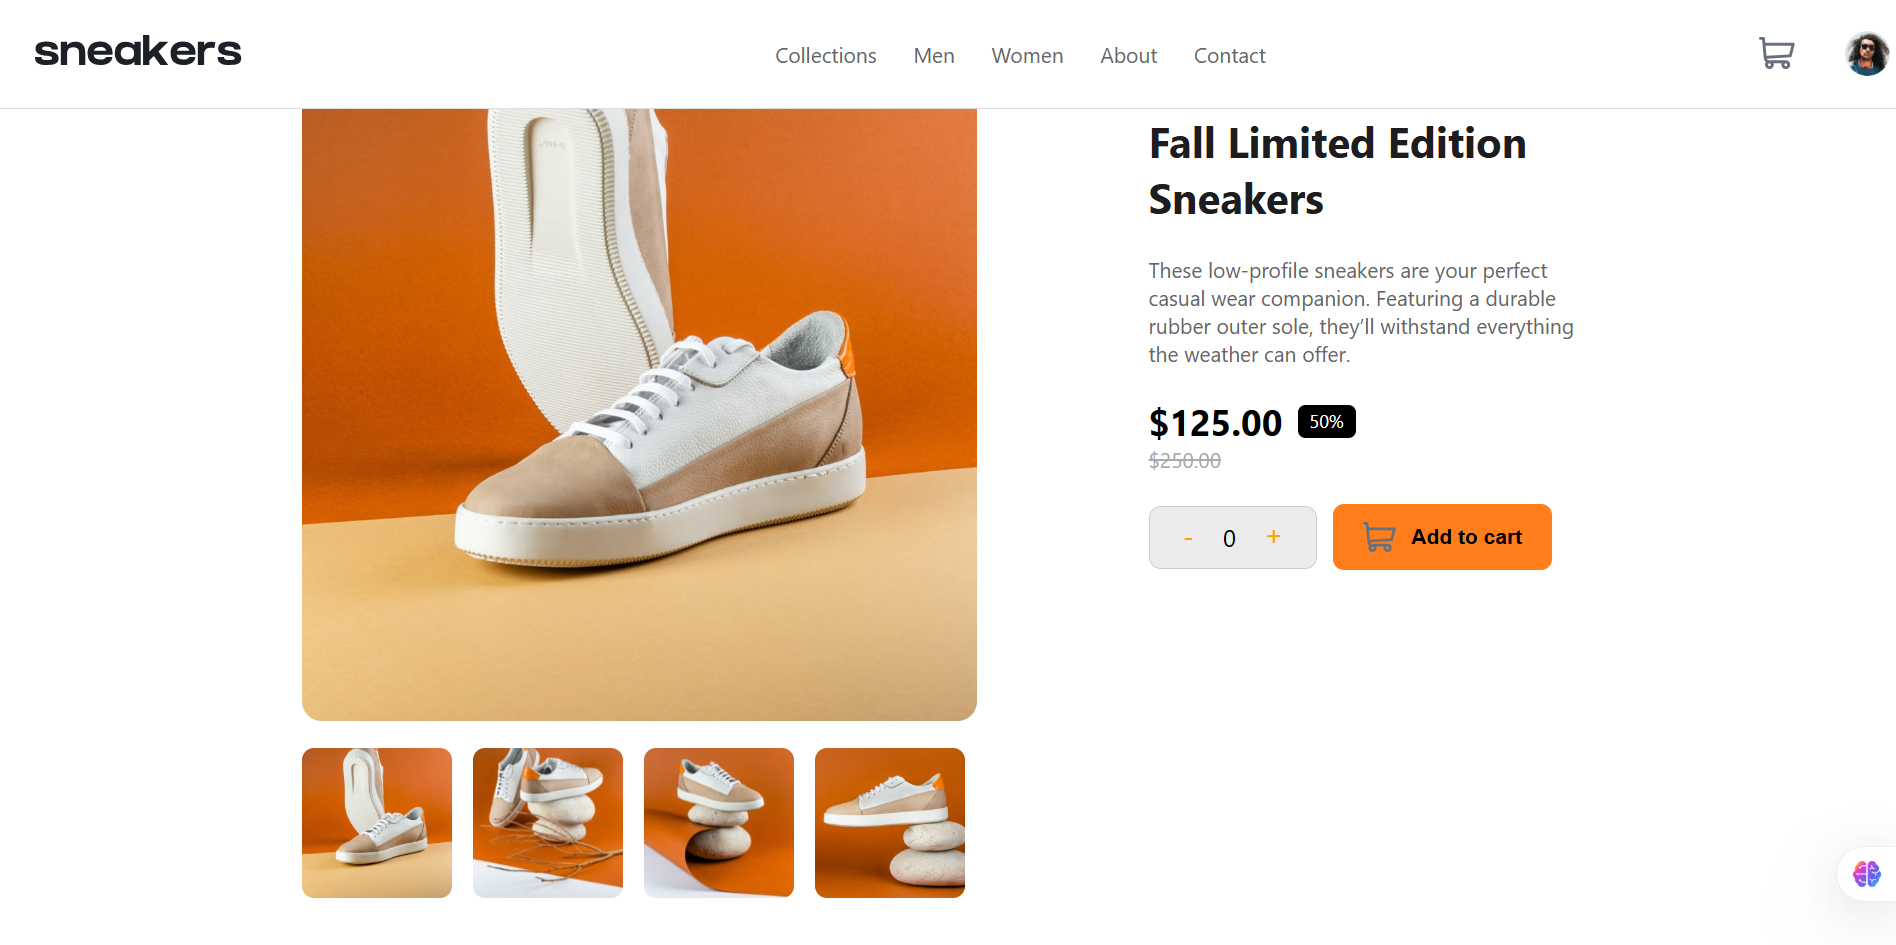 sneakers
Collections Men Women About Contact
Fall Limited Edition
Sneakers
These low-profile sneakers are your perfect
casual wear companion. Featuring a durable
rubber outer sole, they’ll withstand everything
the weather can offer.
$125.00 50%
$250.00
- 0 +
Add to cart